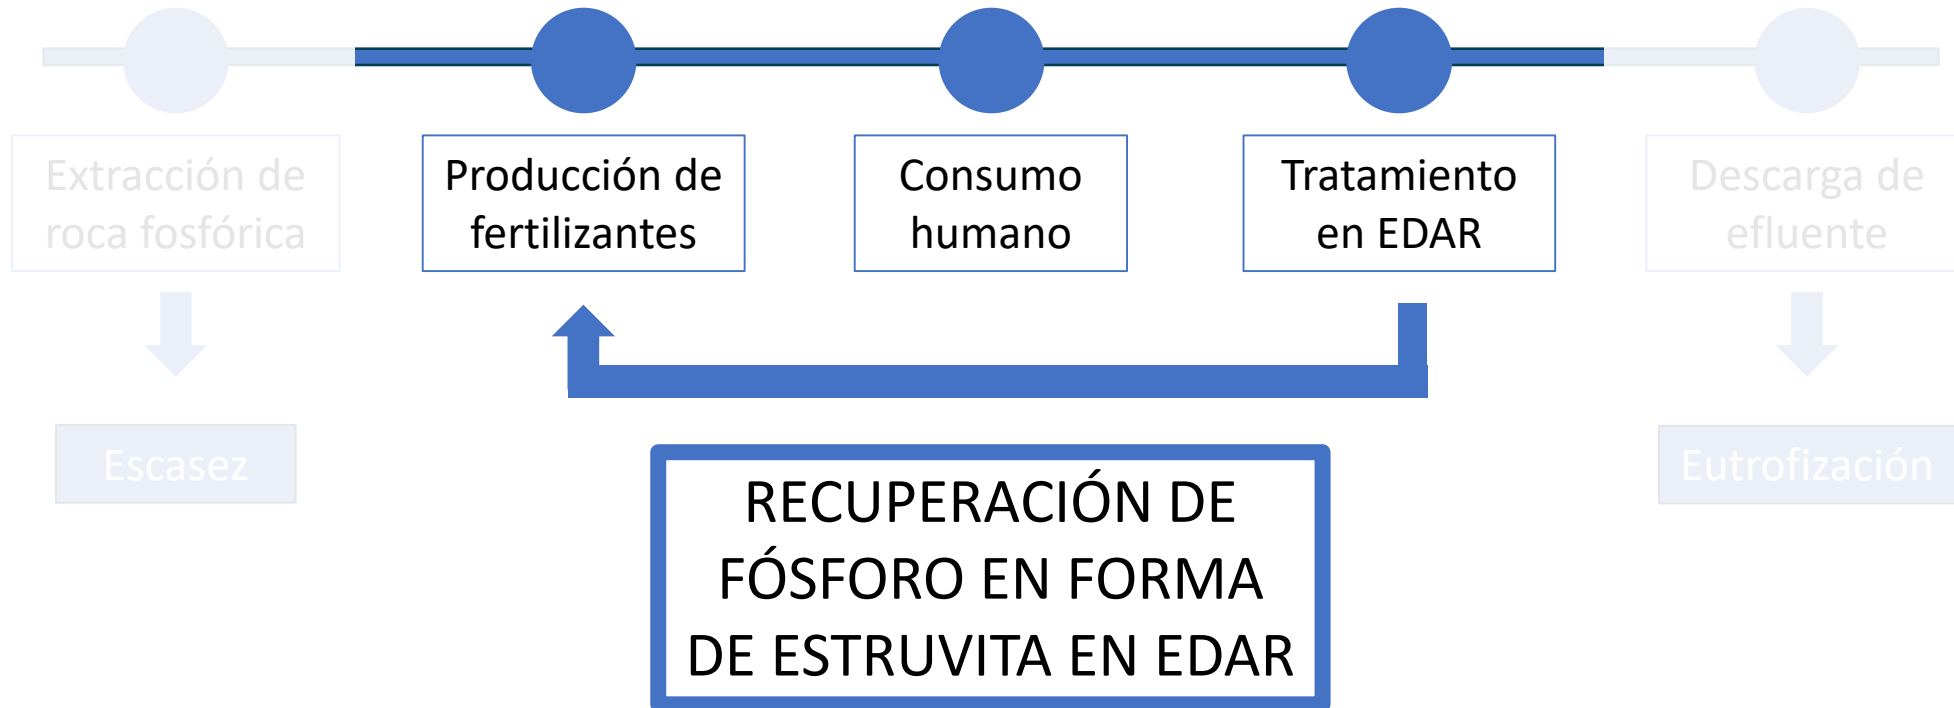 Extracción de
roca fosfórica
Producción de
fertilizantes
Consumo
humano
Tratamiento
en EDAR
Descarga de
efluente
Escasez
Eutrofización
RECUPERACIÓN DE
FÓSFORO EN FORMA
DE ESTRUVITA EN EDAR